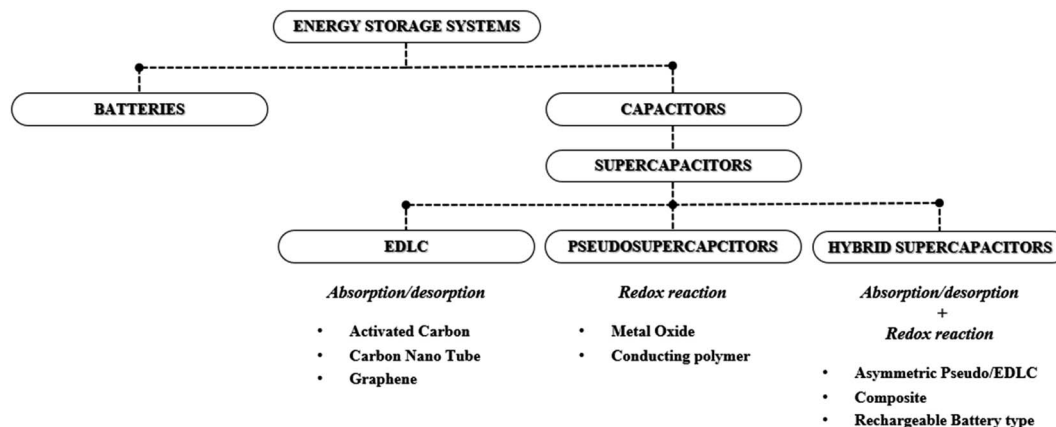 ENERGY STORAGE SYSTEMS
BATTERIES
CAPACITORS
SUPERCAPACITORS
EDLC
PSEUDOSUPERCAPCITORS
HYBRID SUPERCAPACITORS
Absorption/desorption
• Activated Carbon
• Carbon Nano Tube
• Graphene
Redox reaction
• Metal Oxide
• Conducting polymer
Absorption/desorption
+
Redox reaction
• Asymmetric Pseudo/EDLC
• Composite
• Rechargeable Battery type